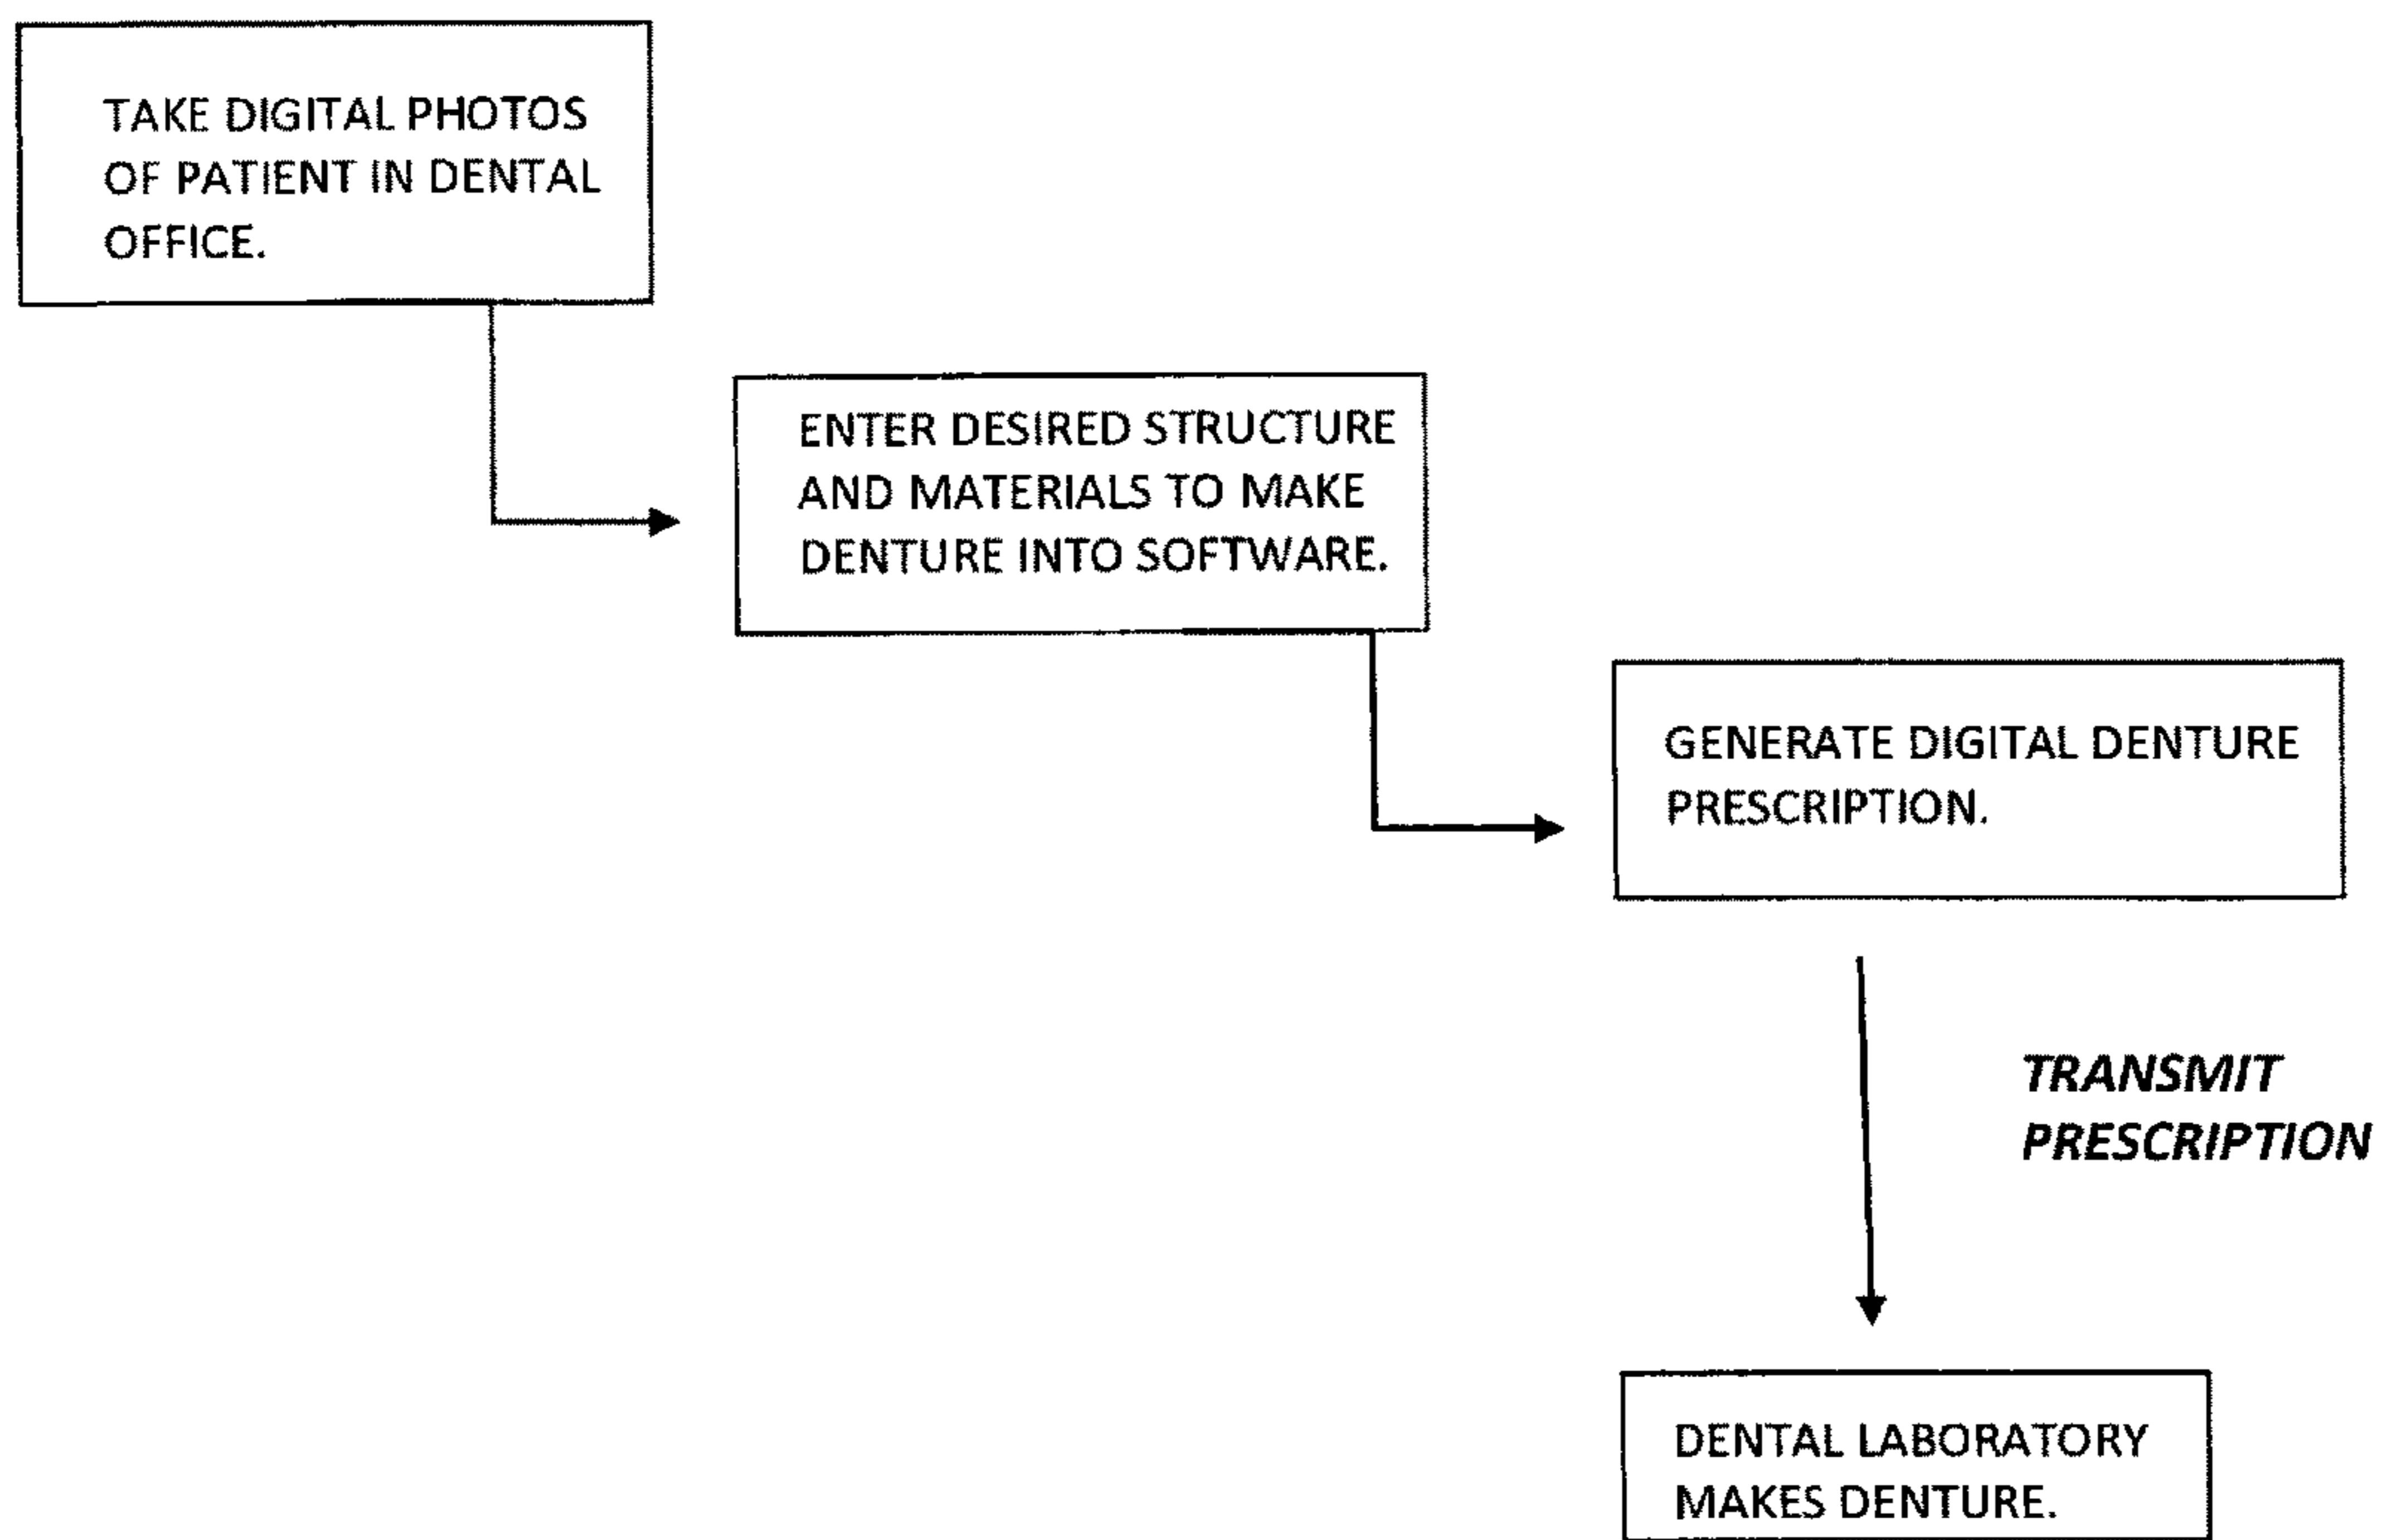 TAKE DIGITAL PHOTOS
OF PATIENT IN DENTAL
OFFICE.
ENTER DESIRED STRUCTURE
AND MATERIALS TO MAKE
DENTURE INTO SOFTWARE.
GENERATE DIGITAL DENTURE
PRESCRIPTION.
TRANSMIT
PRESCRIPTION
DENTAL LABORATORY
MAKES DENTURE.